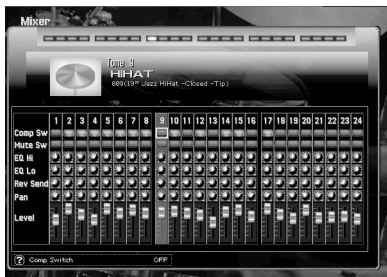 Mixer
Tone 9
HIHAT
009(13" Jazz HiHat -Closed -Tip)
1 2 3 4 5 6 7 8 9 10 11 12 13 14 15 16 17 18 19 20 21 22 23 24
Comp Sw
Mute Sw
EQ Hi
EQ Lo
Rev Send
Pan
Level
? Comp Switch OFF